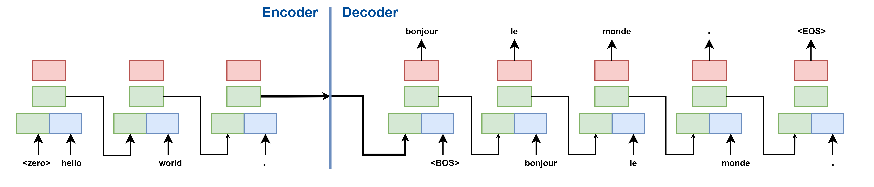 Encoder Decoder
bonjour le monde . <EOS>
<zero> hello world . <BOS> bonjour le monde .